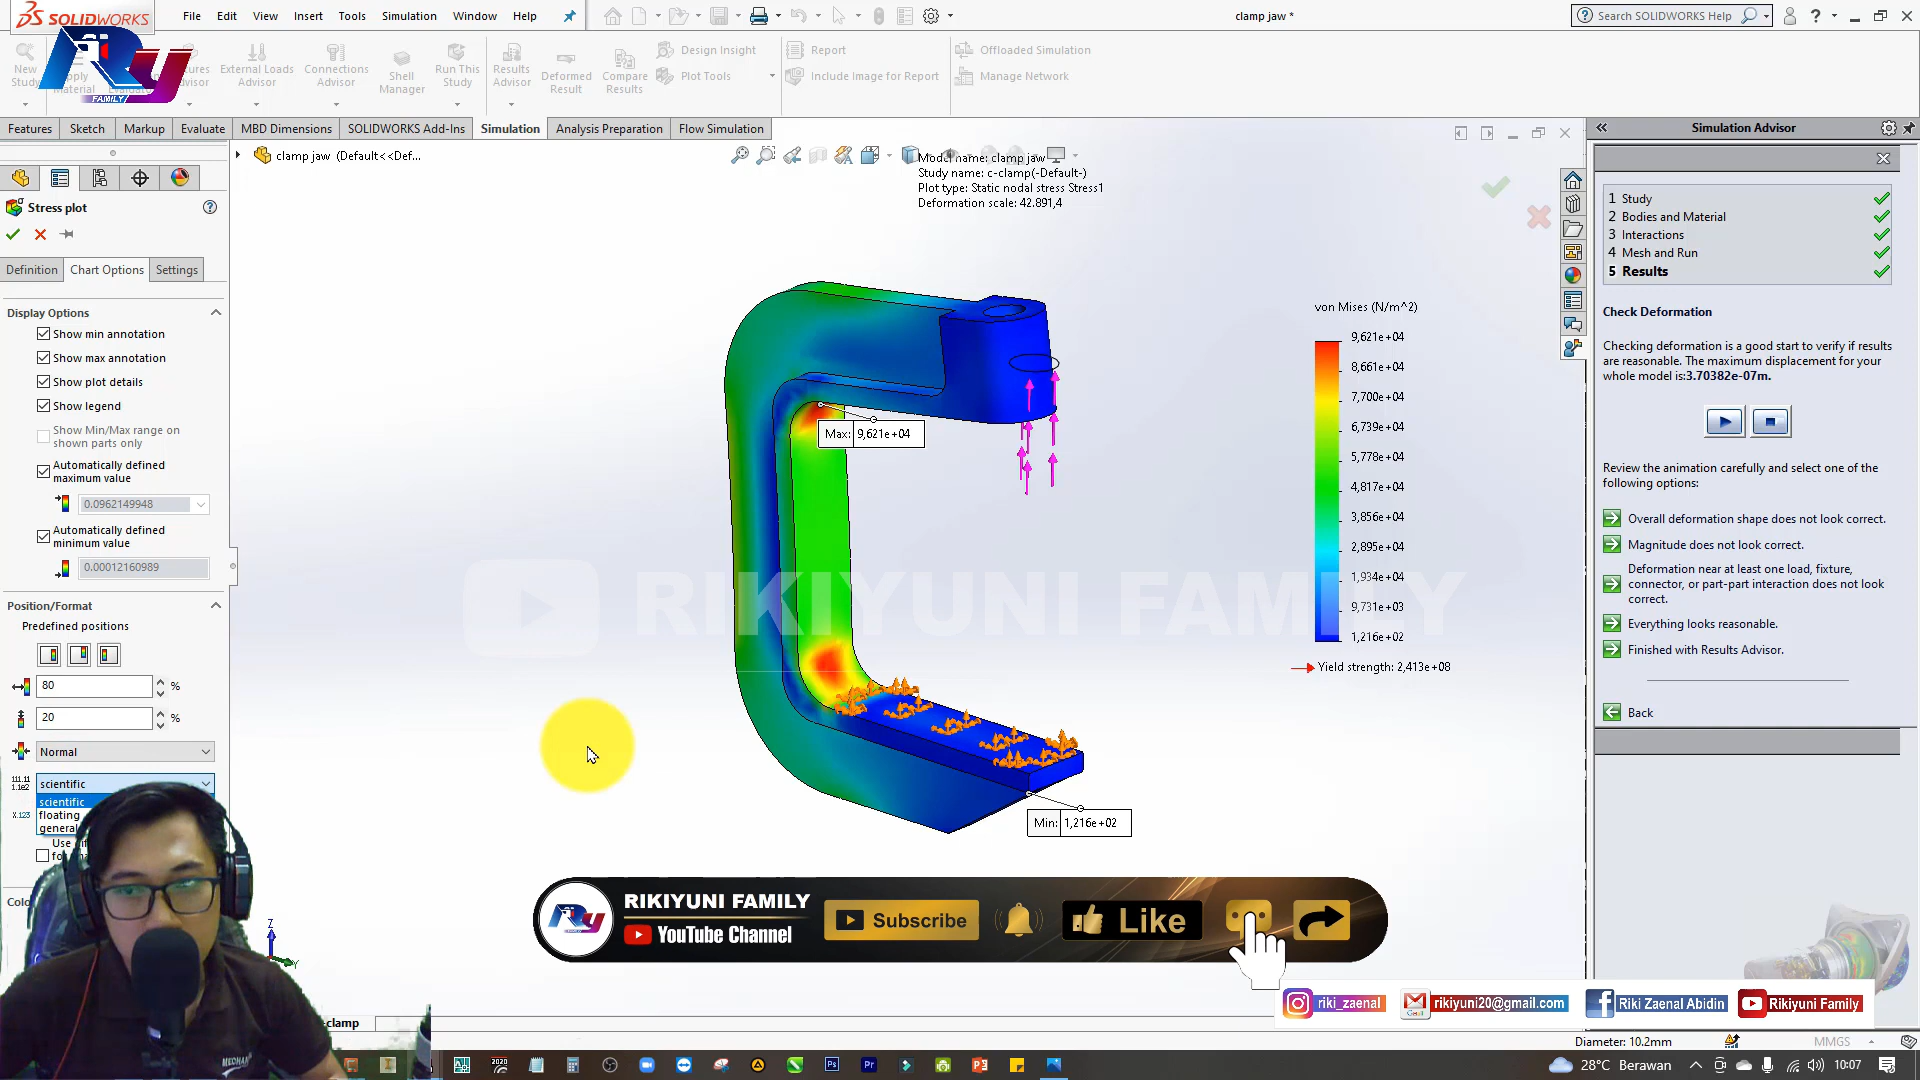 SOLIDWORKS
File Edit View Insert Tools Simulation Window Help
clamp jaw *
Search SOLIDWORKS Help
Ry
FAMILY
New
Study
External Loads
Advisor
Connections
Advisor
Shell
Manager
Run This
Study
Results
Advisor
Deformed
Result
Compare
Results
Design Insight
Plot Tools
Report
Include Image for Report
Offloaded Simulation
Manage Network
Features Sketch Markup Evaluate MBD Dimensions SOLIDWORKS Add-Ins Simulation Analysis Preparation Flow Simulation
clamp jaw (Default<<Def...
Stress plot
Definition Chart Options Settings
Display Options
Show min annotation
Show max annotation
Show plot details
Show legend
Show Min/Max range on
shown parts only
Automatically defined
maximum value
0.0962149948
Automatically defined
minimum value
0.00012160989
Position/Format
Predefined positions
80 %
20 %
Normal
scientific
scientific
floating
general
Model name: clamp jaw
Study name: c-clamp(-Default-)
Plot type: Static nodal stress Stress1
Deformation scale: 42.891,4
Max: 9,621e+04
Min: 1,216e+02
von Mises (N/m^2)
9,621e+04
8,661e+04
7,700e+04
6,739e+04
5,778e+04
4,817e+04
3,856e+04
2,895e+04
1,934e+04
9,731e+03
1,216e+02
Yield strength: 2,413e+08
RIKIYUNI FAMILY
Simulation Advisor
1 Study
2 Bodies and Material
3 Interactions
4 Mesh and Run
5 Results
Check Deformation
Checking deformation is a good start to verify if results
are reasonable. The maximum displacement for your
whole model is:3.70382e-07m.
Review the animation carefully and select one of the
following options:
Overall deformation shape does not look correct.
Magnitude does not look correct.
Deformation near at least one load, fixture,
connector, or part-part interaction does not look
correct.
Everything looks reasonable.
Finished with Results Advisor.
Back
RIKIYUNI FAMILY
YouTube Channel
Subscribe
Like
riki_zaenal
Gmail
rikiyuni20@gmail.com
Riki Zaenal Abidin
Rikiyuni Family
Z
Y
Diameter: 10.2mm
MMGS
28°C Berawan
10:07